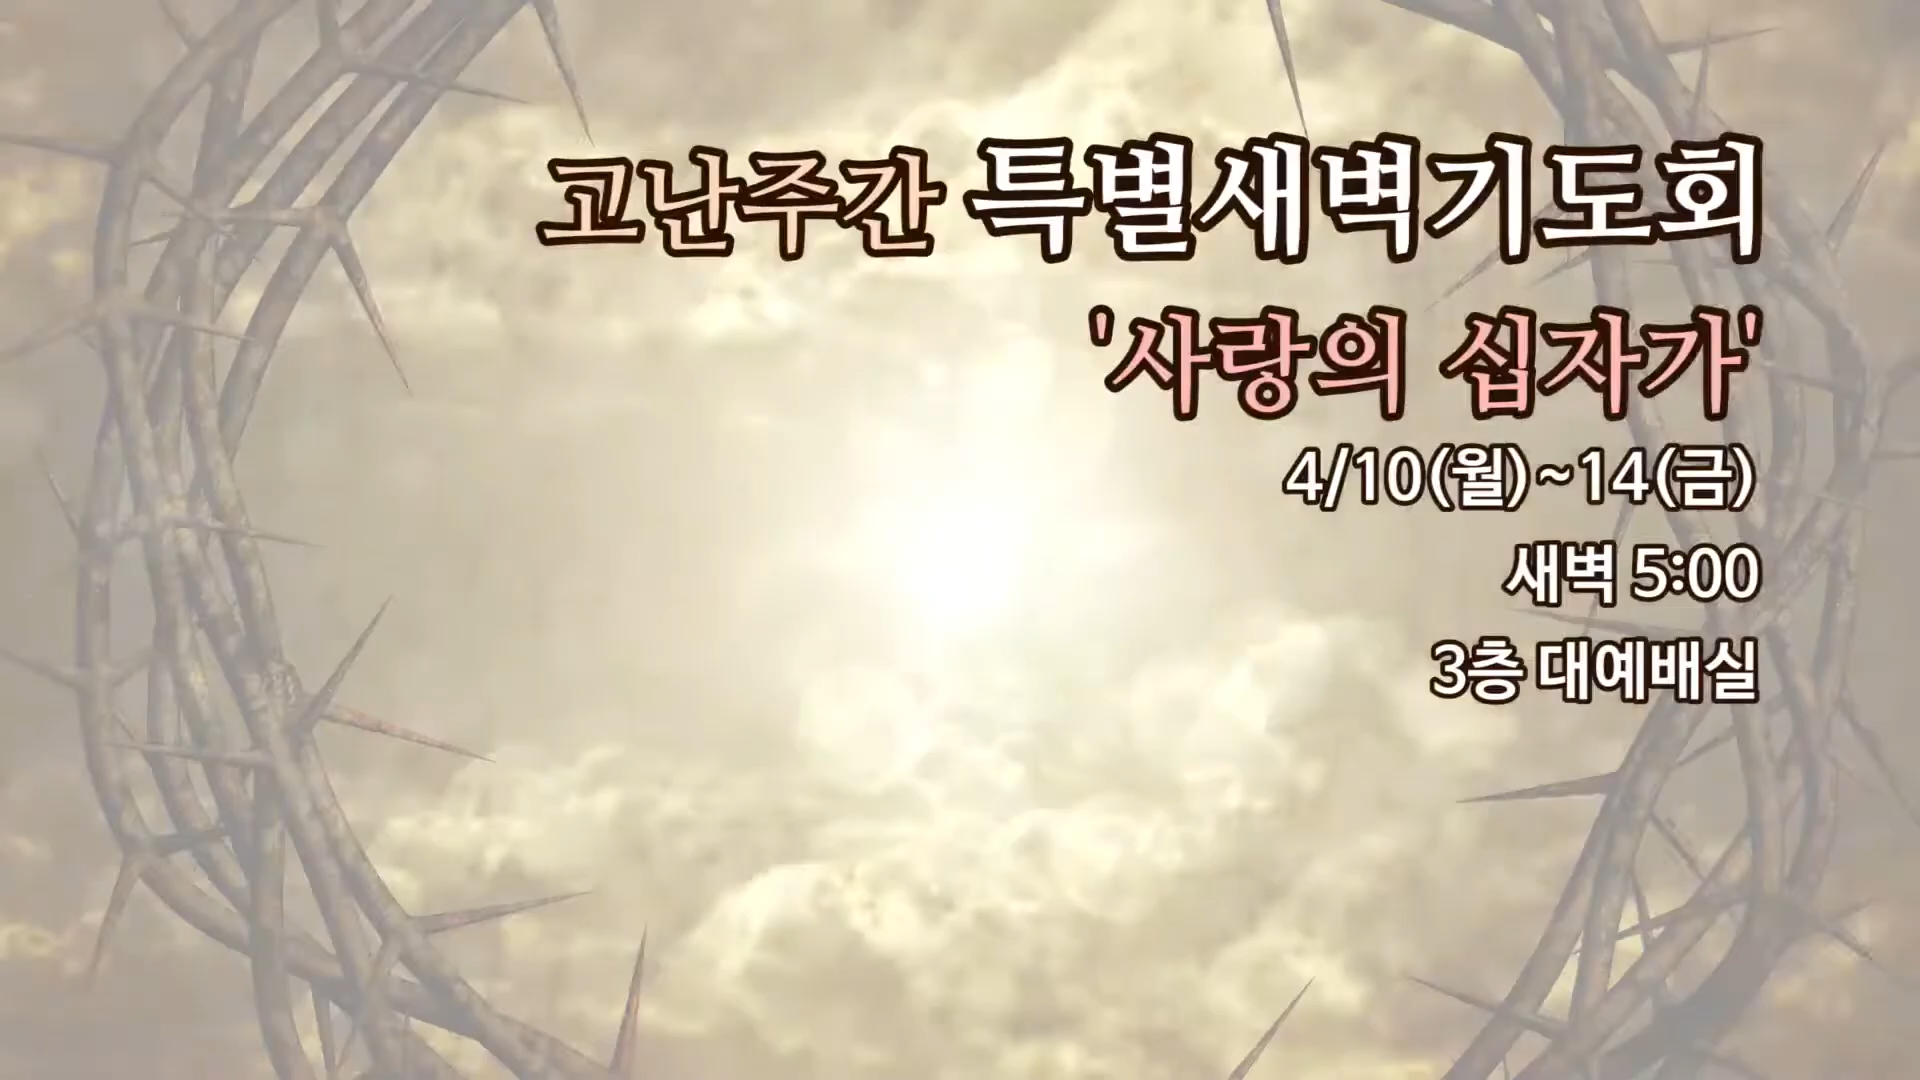 고난주간 특별새벽기도회
'사랑의 십자가'
4/10(월)~14(금)
새벽 5:00
3층 대예배실